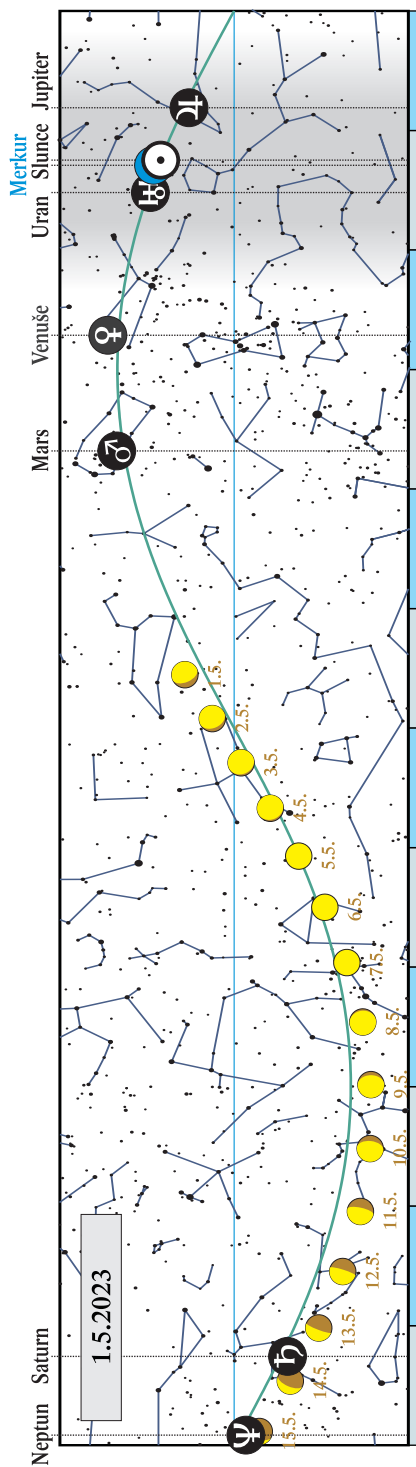 Neptun
Saturn
Mars
Venuše
Uran
Merkur
Slunce
Jupiter
1.5.2023
1.5.
2.5.
3.5.
4.5.
5.5.
6.5.
7.5.
8.5.
9.5.
10.5.
11.5.
12.5.
13.5.
14.5.
15.5.